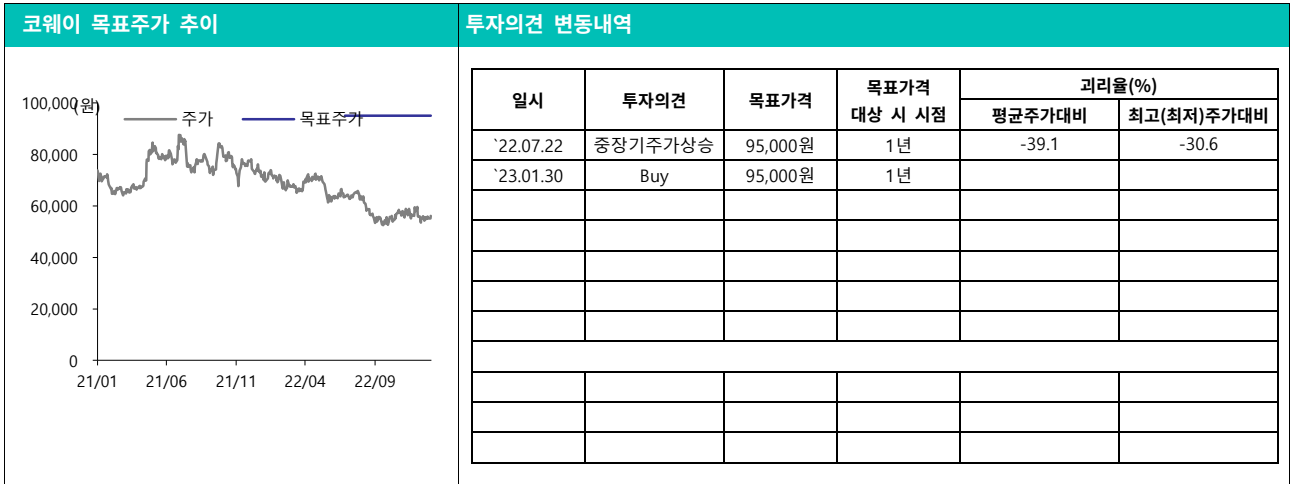 코웨이 목표주가 추이
투자의견 변동내역
(원)
100,000
80,000
60,000
40,000
20,000
0
주가
목표주가
21/01 21/06 21/11 22/04 22/09
일시 투자의견 목표가격 목표가격 대상 시 시점 괴리율(%)
평균주가대비 최고(최저)주가대비
`22.07.22 중장기주가상승 95,000원 1년 -39.1 -30.6
`23.01.30 Buy 95,000원 1년